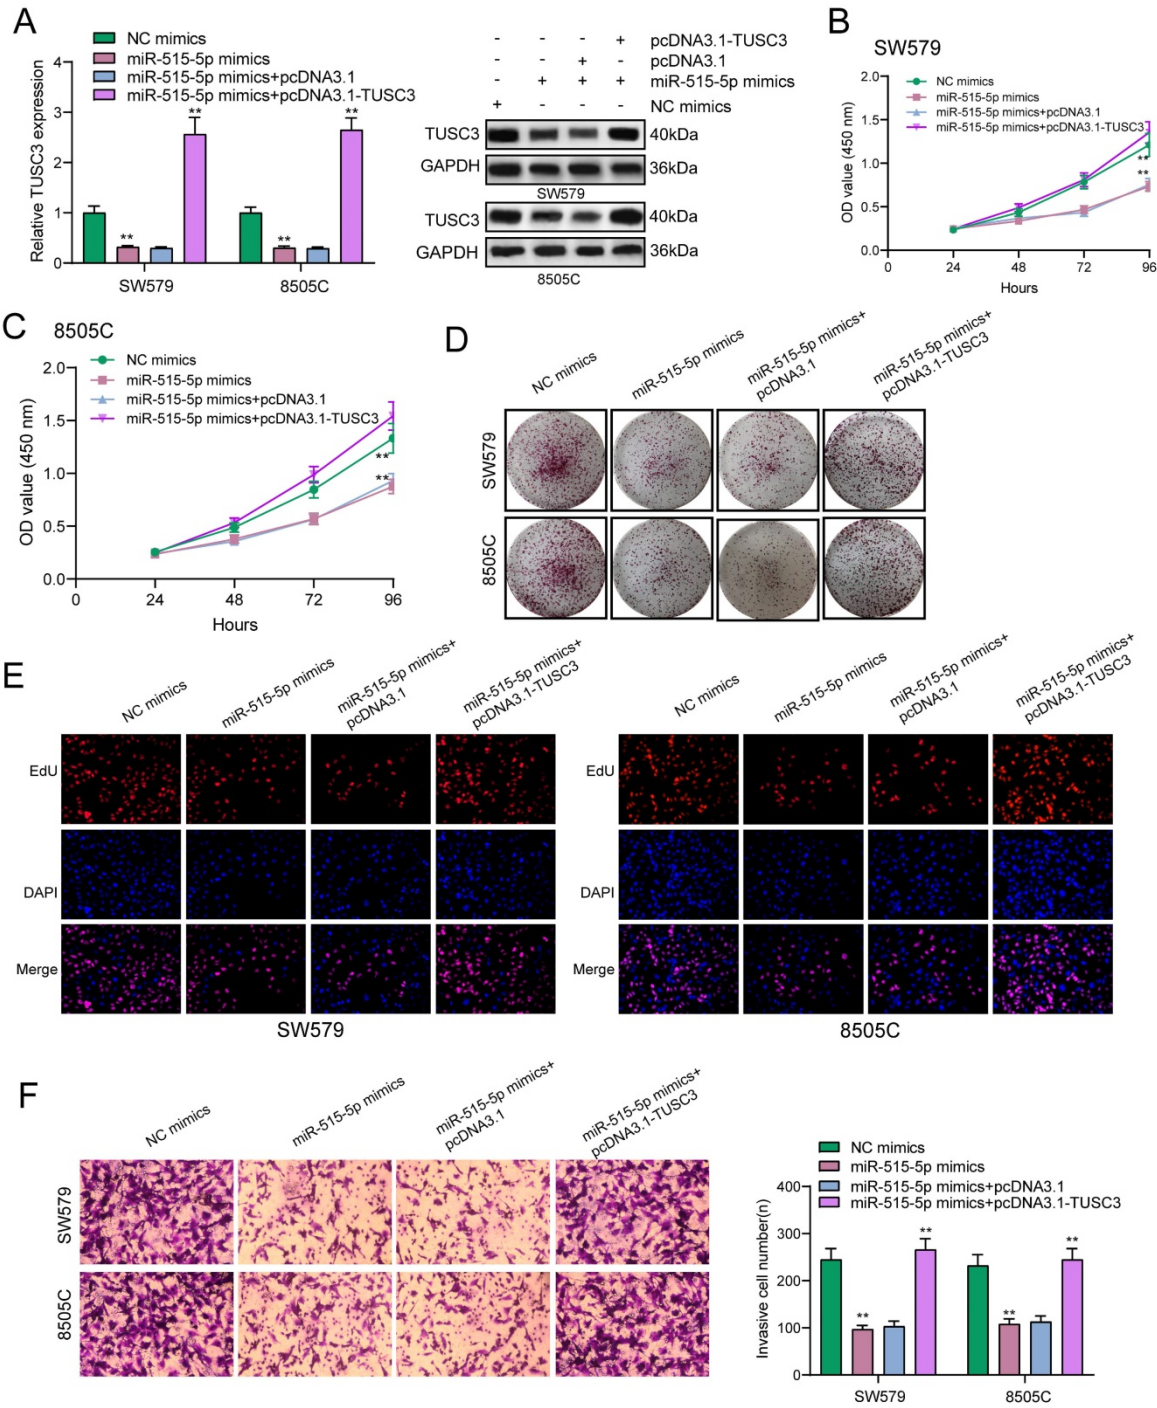 A
NC mimics
miR-515-5p mimics
miR-515-5p mimics+pcDNA3.1
miR-515-5p mimics+pcDNA3.1-TUSC3
Relative TUSC3 expression
4
3
2
1
0
**
**
**
**
SW579
8505C
- - - + pcDNA3.1-TUSC3
- - + - pcDNA3.1
- + + + miR-515-5p mimics
+ - - - NC mimics
TUSC3 40kDa
GAPDH 36kDa
SW579
TUSC3 40kDa
GAPDH 36kDa
8505C
B
SW579
NC mimics
miR-515-5p mimics
miR-515-5p mimics+pcDNA3.1
miR-515-5p mimics+pcDNA3.1-TUSC3
OD value (450 nm)
2.0
1.5
1.0
0.5
0.0
**
**
0 24 48 72 96
Hours
C
8505C
NC mimics
miR-515-5p mimics
miR-515-5p mimics+pcDNA3.1
miR-515-5p mimics+pcDNA3.1-TUSC3
OD value (450 nm)
2.0
1.5
1.0
0.5
0.0
**
**
0 24 48 72 96
Hours
D
NC mimics
miR-515-5p mimics
miR-515-5p mimics+
pcDNA3.1
miR-515-5p mimics+
pcDNA3.1-TUSC3
SW579
8505C
E
NC mimics
miR-515-5p mimics
miR-515-5p mimics+
pcDNA3.1
miR-515-5p mimics+
pcDNA3.1-TUSC3
EdU
DAPI
Merge
SW579
NC mimics
miR-515-5p mimics
miR-515-5p mimics+
pcDNA3.1
miR-515-5p mimics+
pcDNA3.1-TUSC3
EdU
DAPI
Merge
8505C
F
NC mimics
miR-515-5p mimics
miR-515-5p mimics+
pcDNA3.1
miR-515-5p mimics+
pcDNA3.1-TUSC3
SW579
8505C
NC mimics
miR-515-5p mimics
miR-515-5p mimics+pcDNA3.1
miR-515-5p mimics+pcDNA3.1-TUSC3
Invasive cell number(n)
400
300
200
100
0
**
**
**
**
SW579
8505C